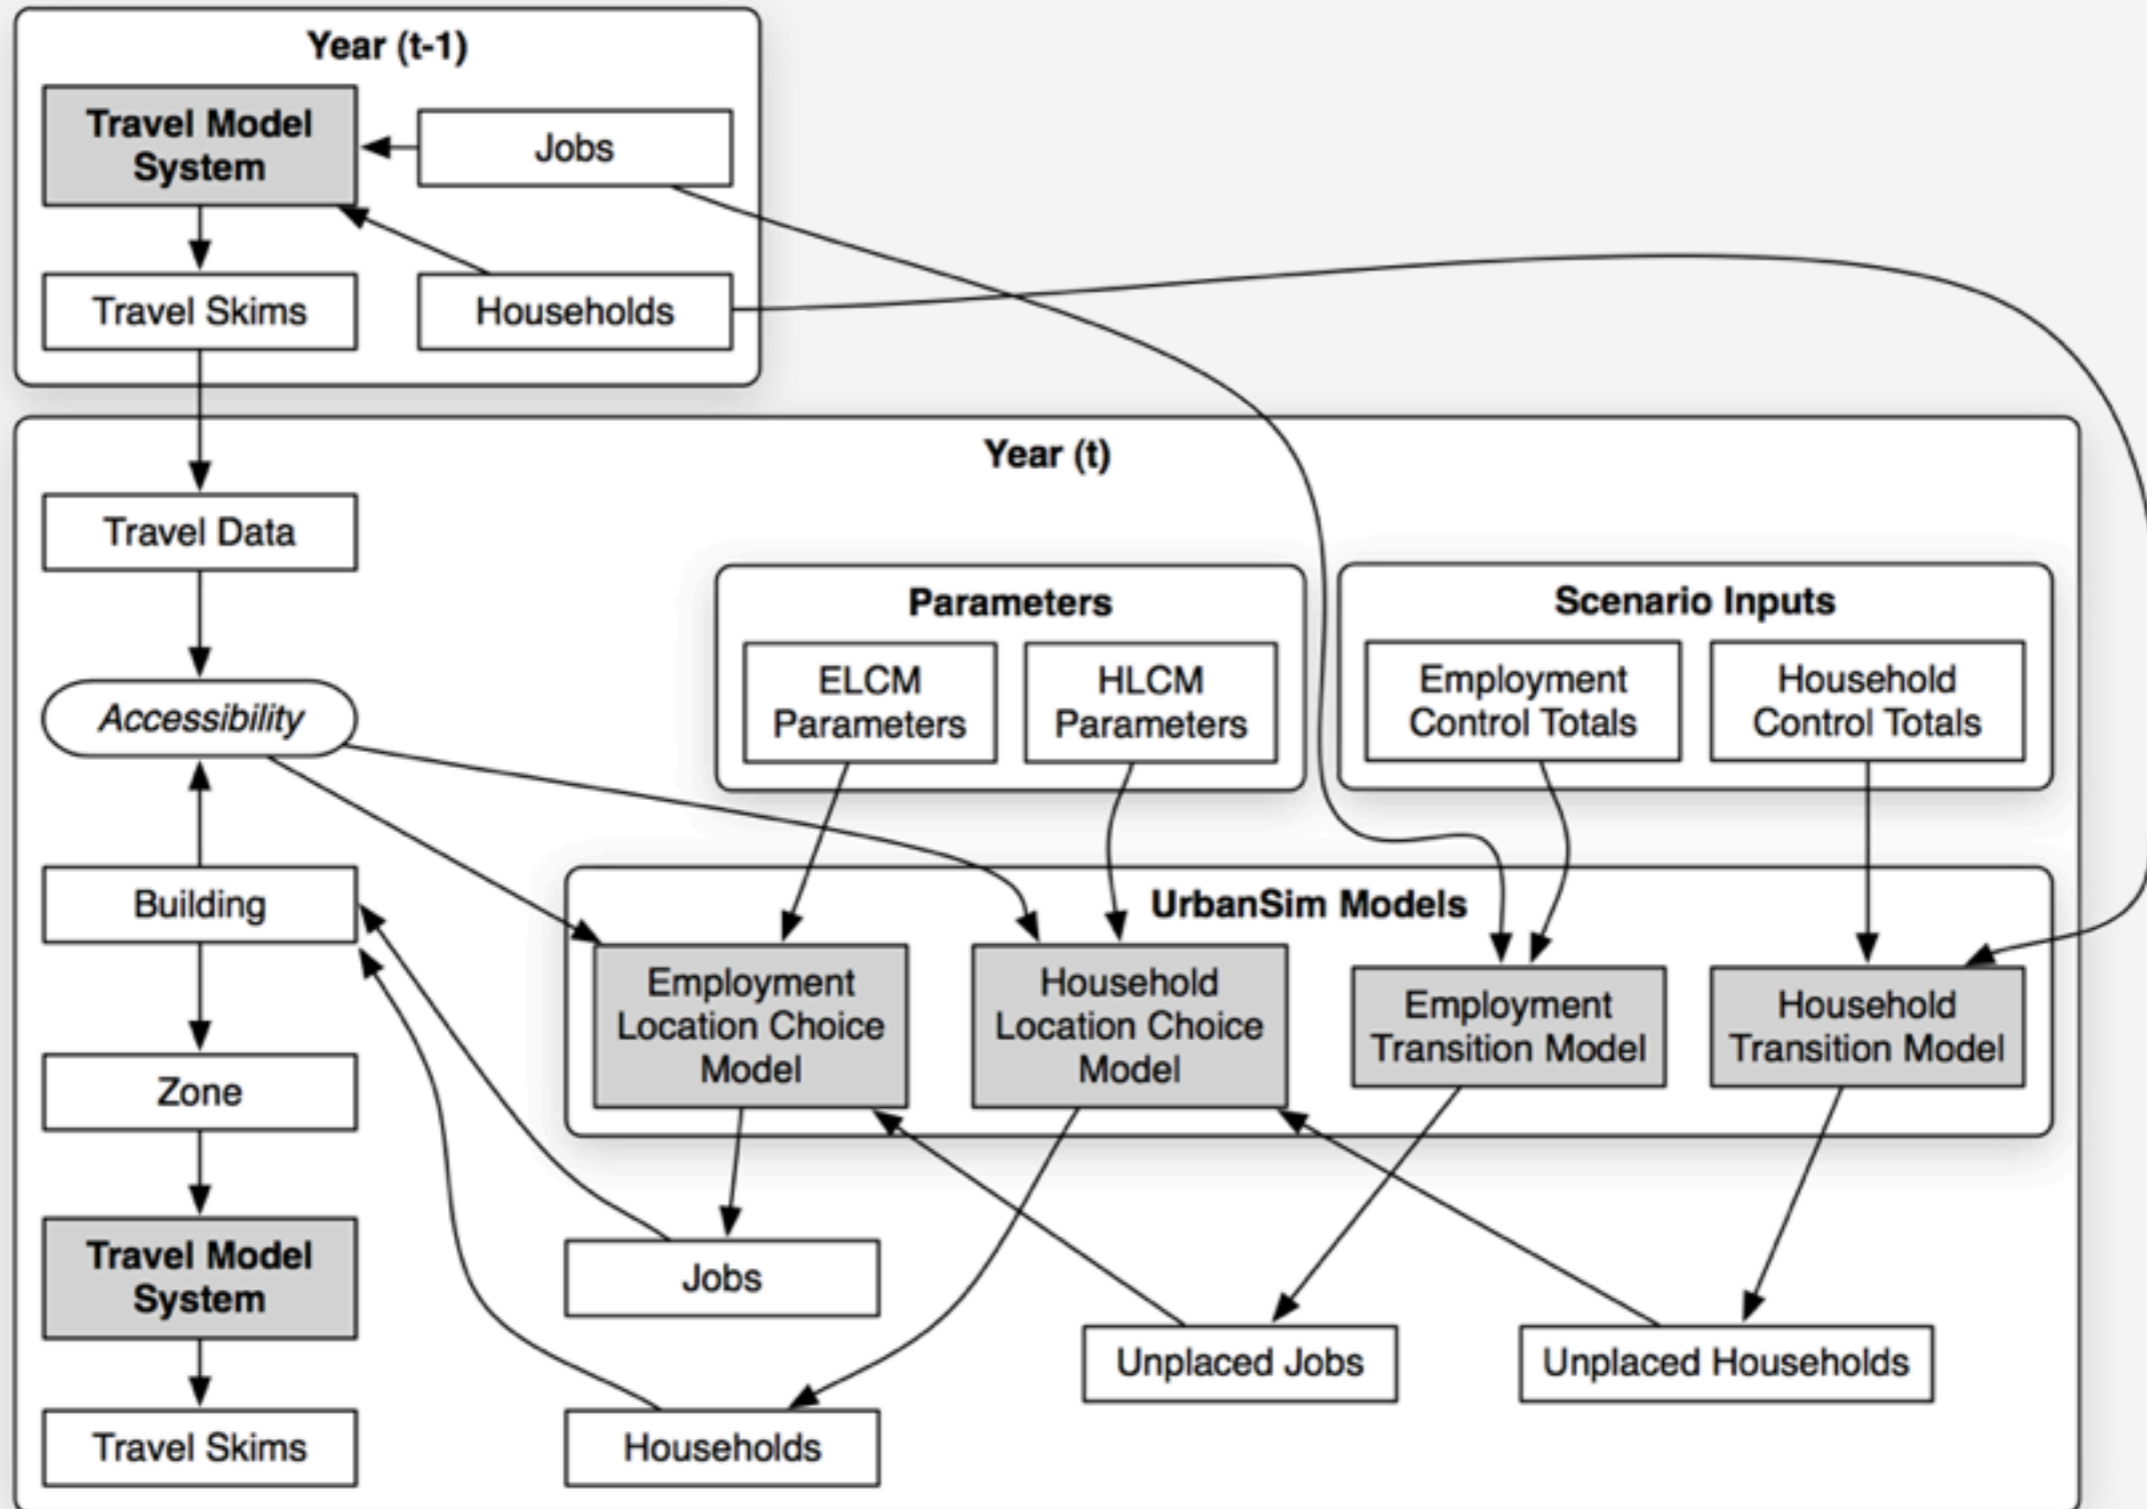 Year (t-1)
Travel Model
System
Jobs
Travel Skims
Households
Year (t)
Travel Data
Parameters
ELCM
Parameters
HLCM
Parameters
Scenario Inputs
Employment
Control Totals
Household
Control Totals
Accessibility
Building
UrbanSim Models
Employment
Location Choice
Model
Household
Location Choice
Model
Employment
Transition Model
Household
Transition Model
Zone
Travel Model
System
Jobs
Unplaced Jobs
Unplaced Households
Travel Skims
Households